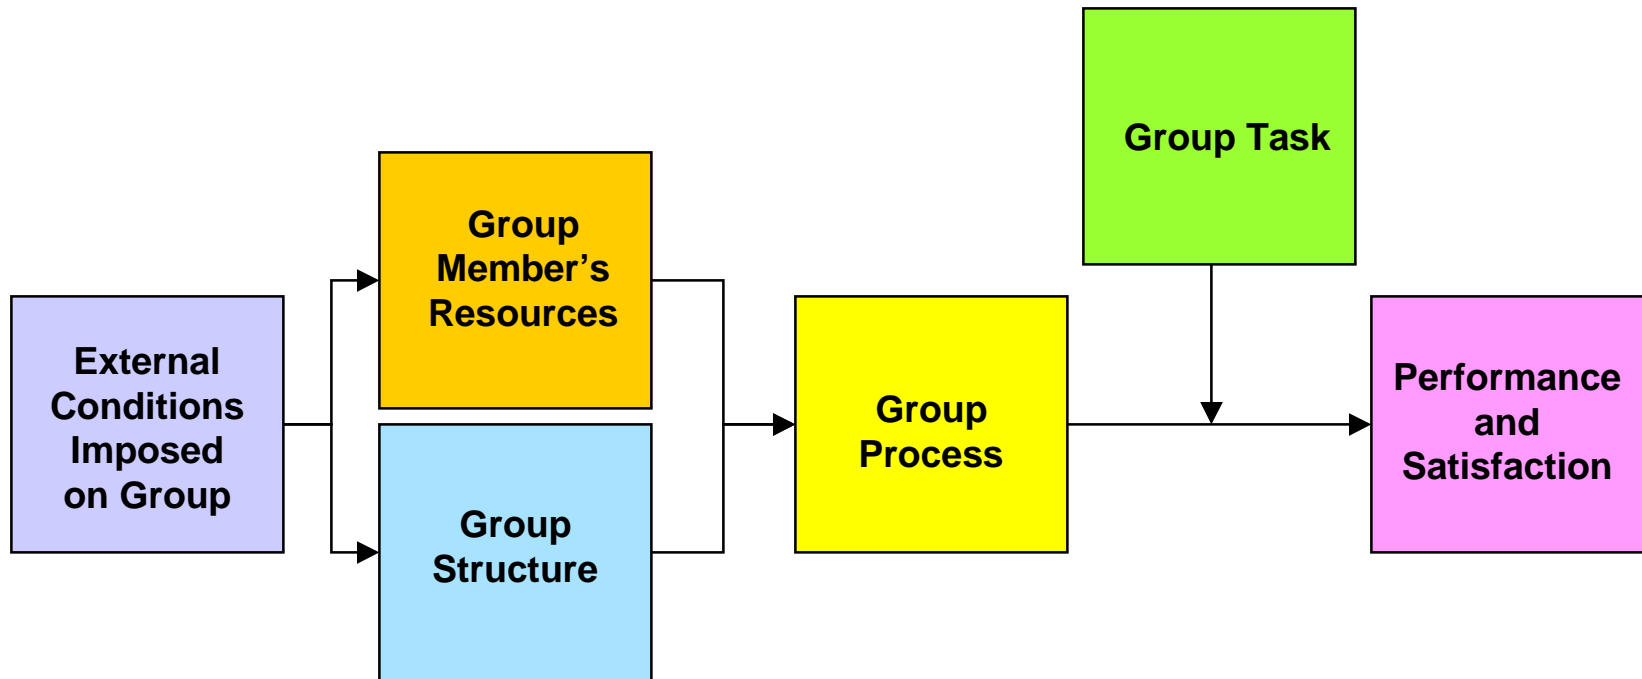 External
Conditions
Imposed
on Group
Group
Member’s
Resources
Group
Structure
Group
Process
Group Task
Performance
and
Satisfaction